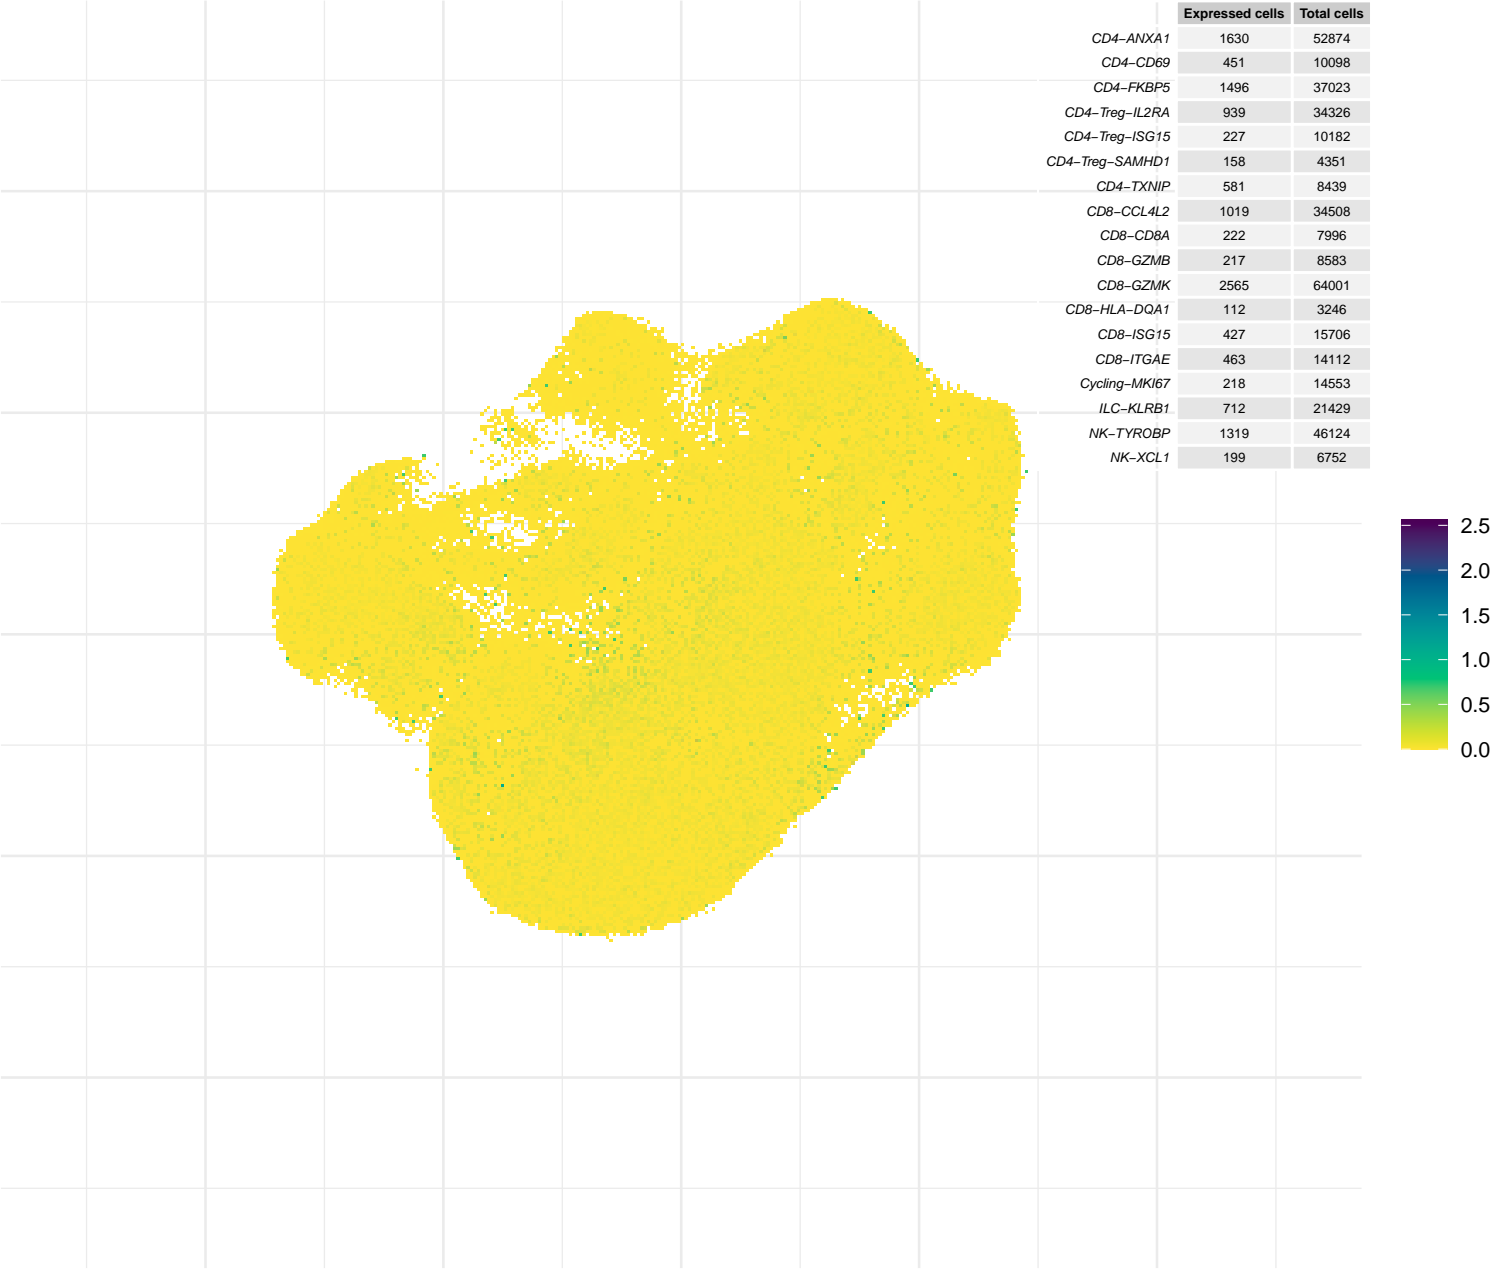 Expressed cells Total cells
CD4−ANXA1 1630 52874
CD4−CD69 451 10098
CD4−FKBP5 1496 37023
CD4−Treg−IL2RA 939 34326
CD4−Treg−ISG15 227 10182
CD4−Treg−SAMHD1 158 4351
CD4−TXNIP 581 8439
CD8−CCL4L2 1019 34508
CD8−CD8A 222 7996
CD8−GZMB 217 8583
CD8−GZMK 2565 64001
CD8−HLA−DQA1 112 3246
CD8−ISG15 427 15706
CD8−ITGAE 463 14112
Cycling−MKI67 218 14553
ILC−KLRB1 712 21429
NK−TYROBP 1319 46124
NK−XCL1 199 6752
2.5
2.0
1.5
1.0
0.5
0.0